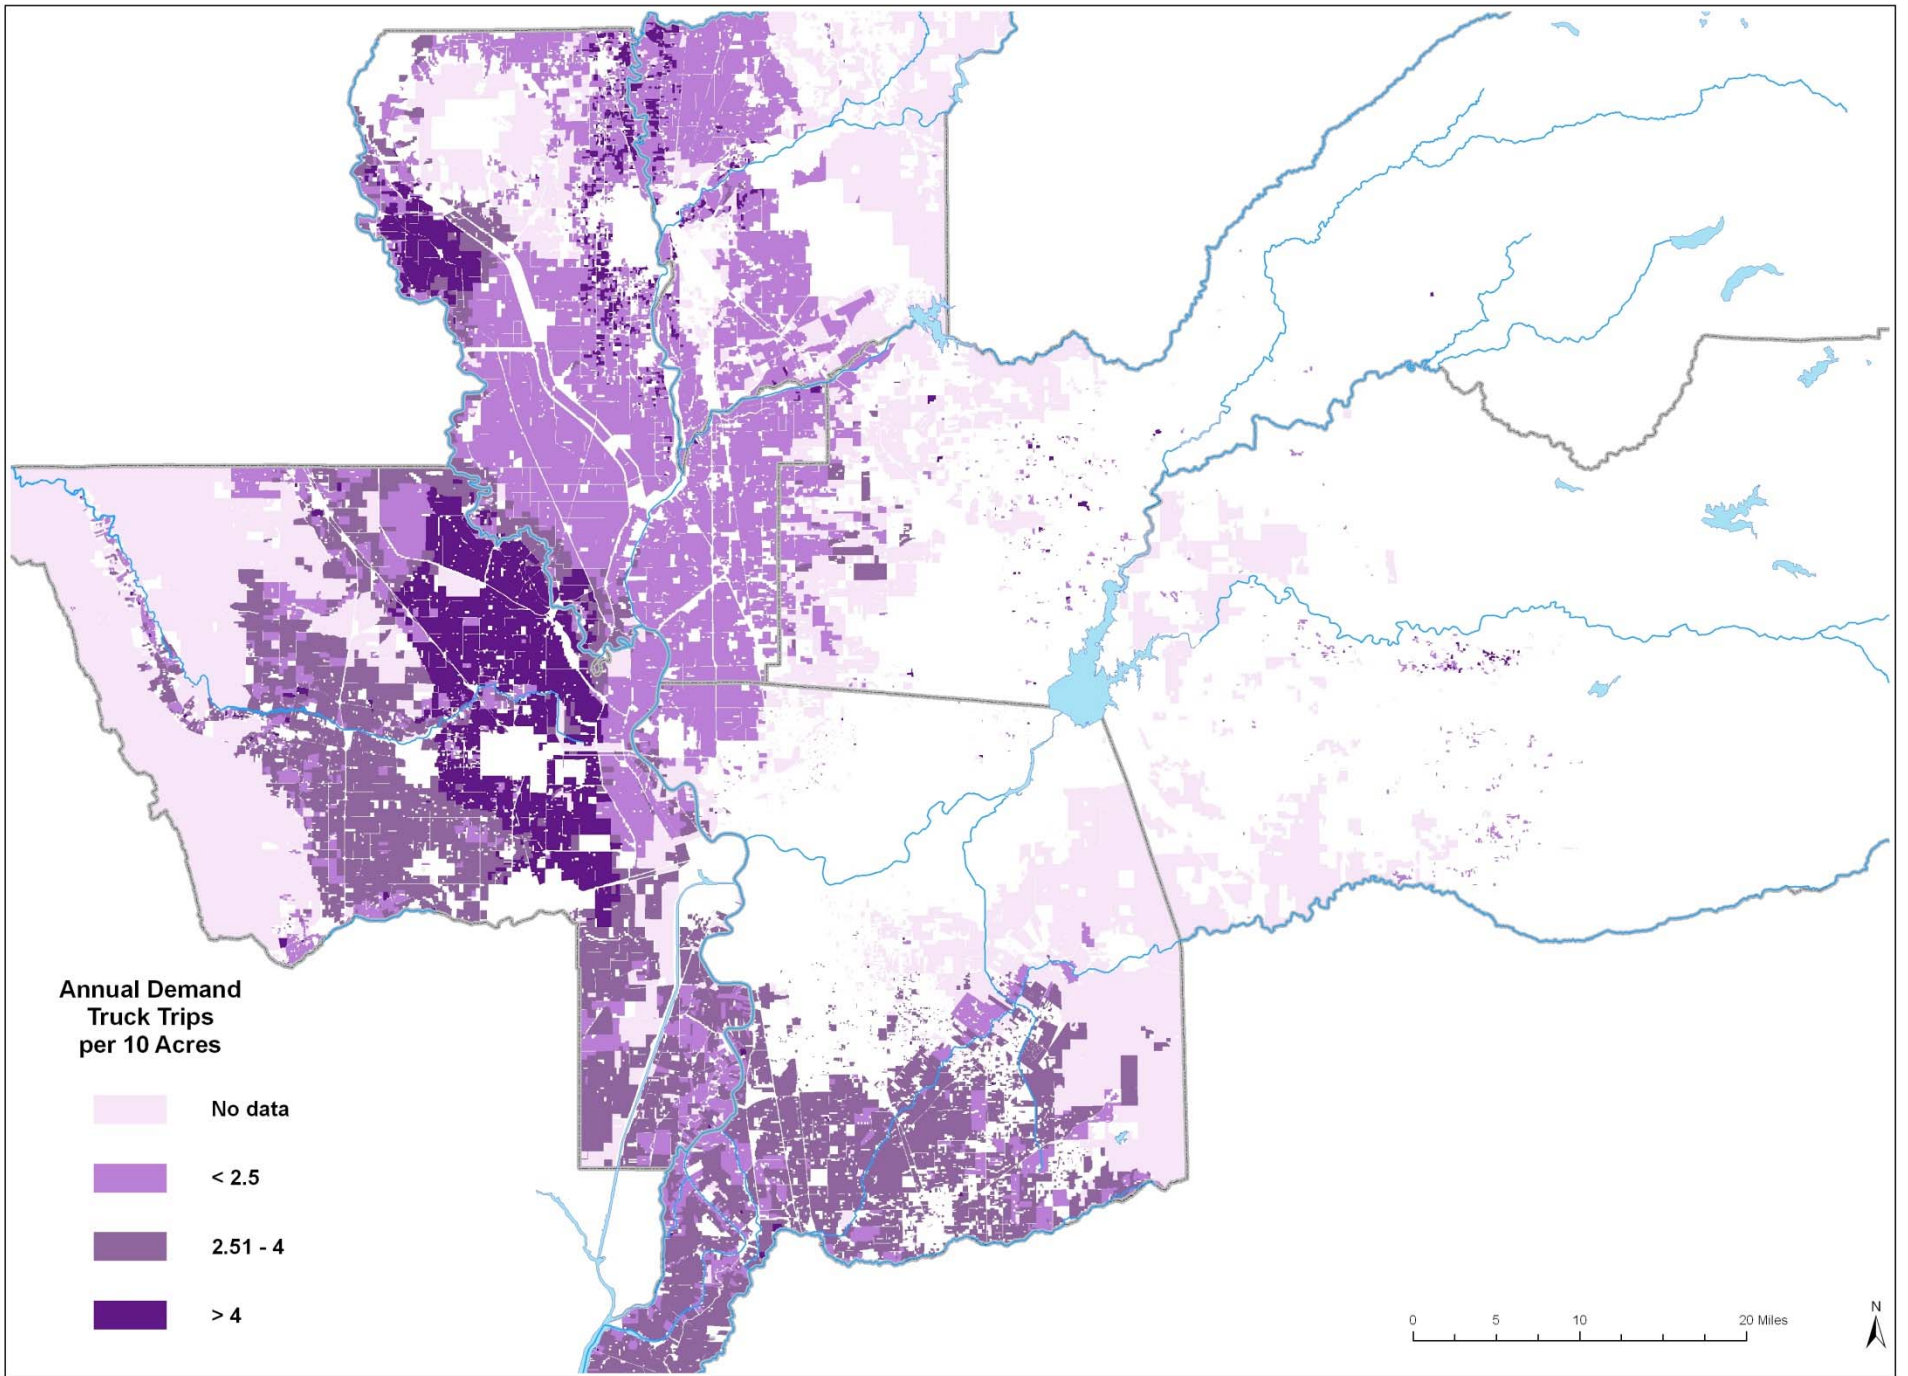 Annual Demand
Truck Trips
per 10 Acres
No data
< 2.5
2.51 - 4
> 4
0 5 10 20 Miles
N